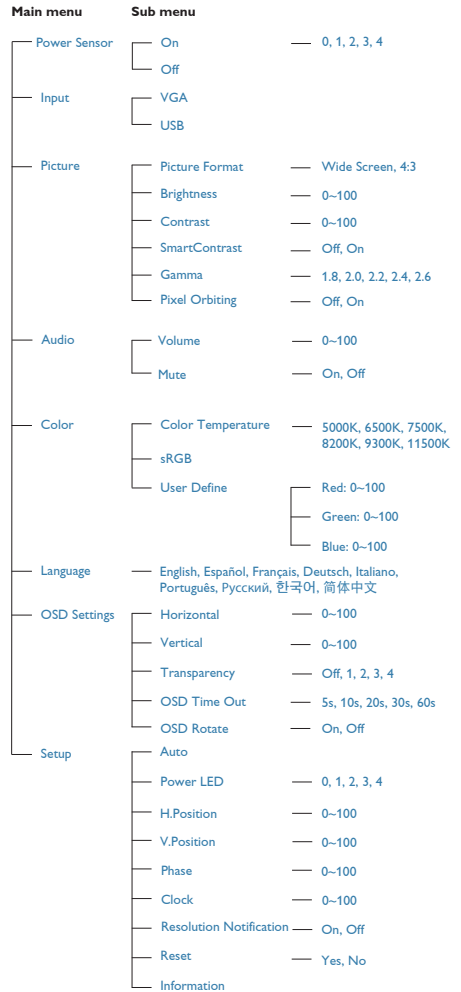 Main menu Sub menu
Power Sensor On 0, 1, 2, 3, 4
Off
Input VGA
USB
Picture Picture Format Wide Screen, 4:3
Brightness 0~100
Contrast 0~100
SmartContrast Off, On
Gamma 1.8, 2.0, 2.2, 2.4, 2.6
Pixel Orbiting Off, On
Audio Volume 0~100
Mute On, Off
Color Color Temperature 5000K, 6500K, 7500K,
8200K, 9300K, 11500K
sRGB
User Define Red: 0~100
Green: 0~100
Blue: 0~100
Language English, Español, Français, Deutsch, Italiano,
Português, Русский, 한국어, 简体中文
OSD Settings Horizontal 0~100
Vertical 0~100
Transparency Off, 1, 2, 3, 4
OSD Time Out 5s, 10s, 20s, 30s, 60s
OSD Rotate On, Off
Setup Auto
Power LED 0, 1, 2, 3, 4
H.Position 0~100
V.Position 0~100
Phase 0~100
Clock 0~100
Resolution Notification On, Off
Reset Yes, No
Information